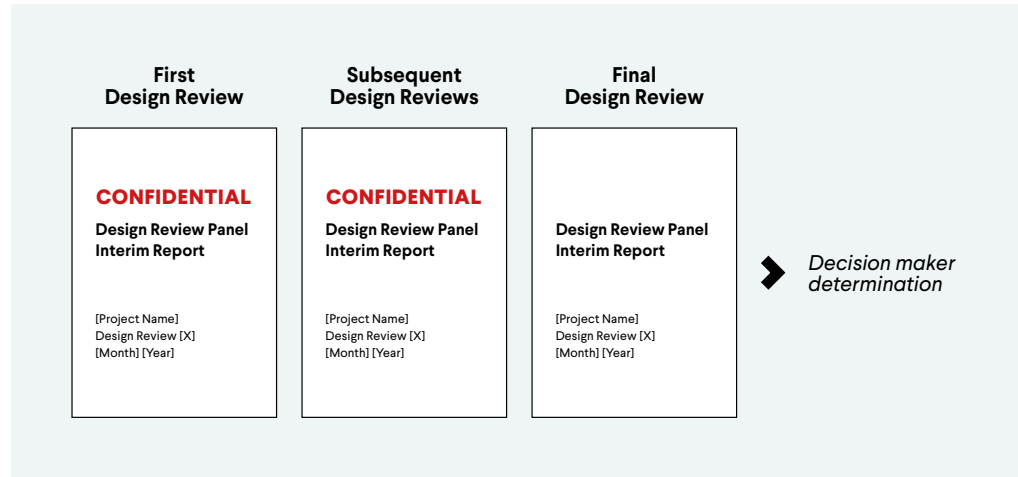 First
Design Review
Subsequent
Design Reviews
Final
Design Review
CONFIDENTIAL
Design Review Panel
Interim Report
[Project Name]
Design Review [X]
[Month] [Year]
CONFIDENTIAL
Design Review Panel
Interim Report
[Project Name]
Design Review [X]
[Month] [Year]
Design Review Panel
Interim Report
[Project Name]
Design Review [X]
[Month] [Year]
Decision maker
determination